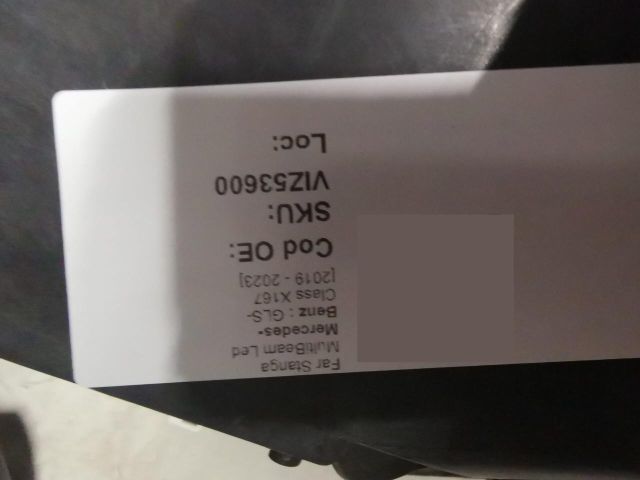 Far Stanga
MultiBeam Led
Mercedes-
Benz : GLS-
Class X167
[2019 - 2023]
Cod OE:
SKU:
VIZ53600
Loc: